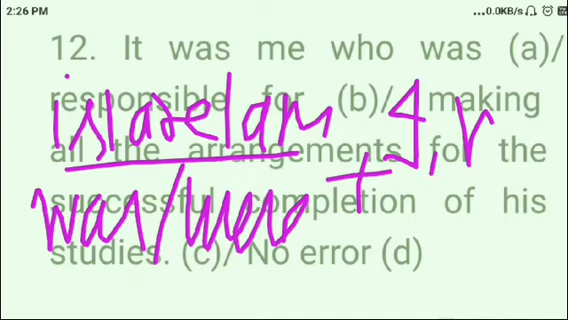 2:26 PM
...0.0KB/s
12. It was me who was (a)/
responsible for (b)/ making
is/are/am
all the arrangements for the
was/were +
successful completion of his
studies. (c)/ No error (d)